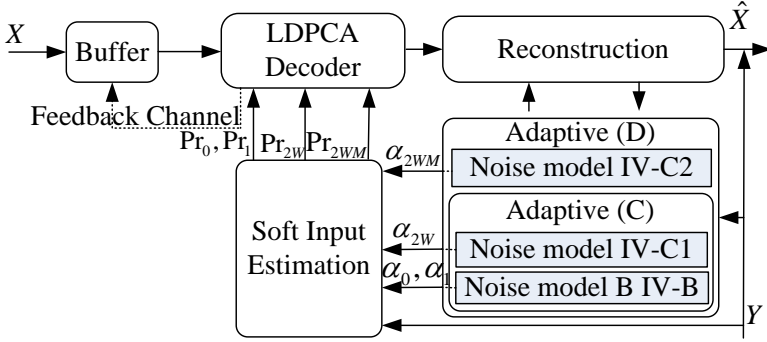 X
Buffer
LDPCA
Decoder
Reconstruction
X̂
Feedback Channel
Pr₀, Pr₁
Pr₂W
Pr₂WM
Adaptive (D)
α₂WM
Noise model IV-C2
Soft Input
Estimation
Adaptive (C)
α₂W
Noise model IV-C1
α₀, α₁
Noise model B IV-B
Y